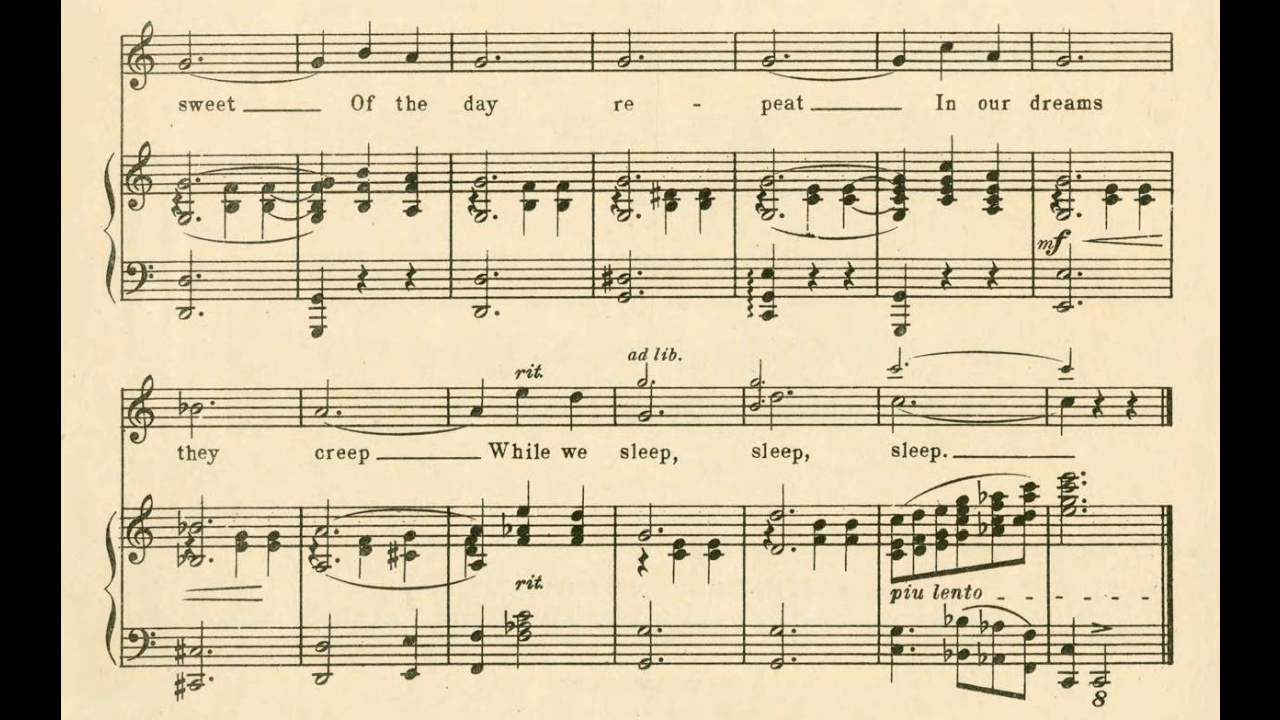 sweet Of the day re - peat In our dreams
mf
ad lib.
rit.
they creep While we sleep, sleep, sleep.
rit.
piu lento
8